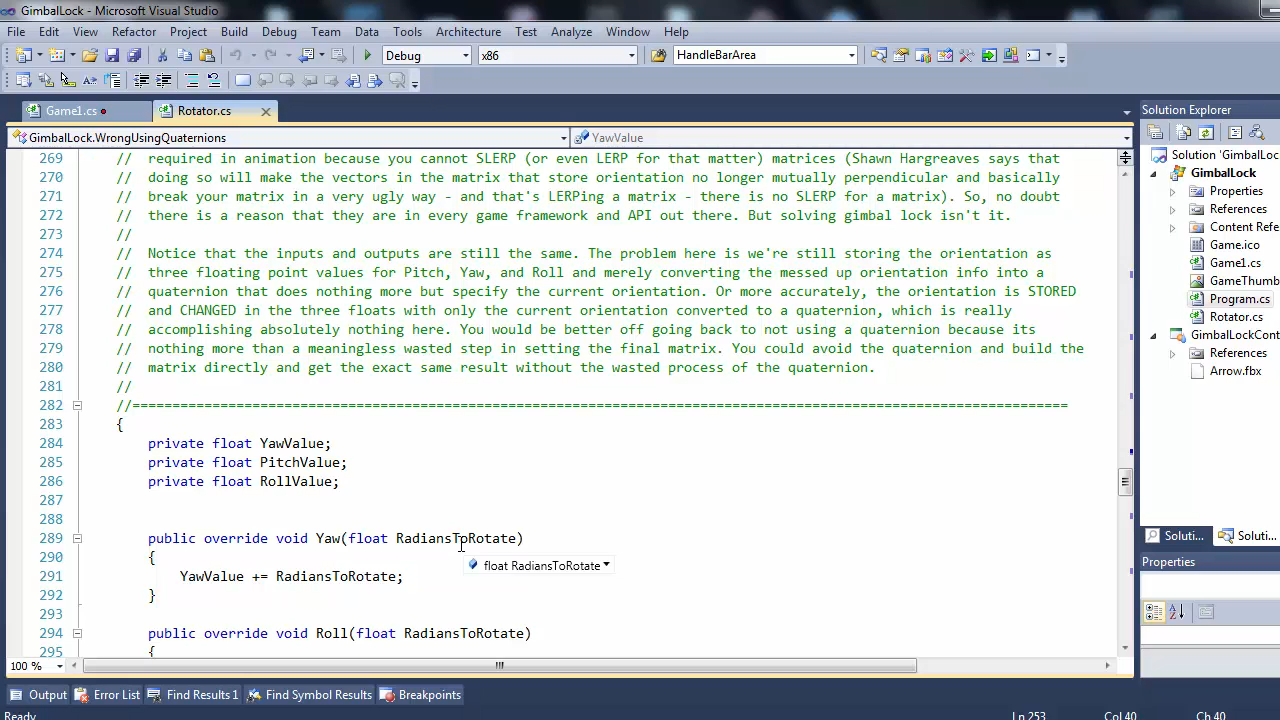 GimbalLock - Microsoft Visual Studio
File Edit View Refactor Project Build Debug Team Data Tools Architecture Test Analyze Window Help
Debug x86 HandleBarArea
Game1.cs Rotator.cs
Solution Explorer
GimbalLock.WrongUsingQuaternions YawValue
269 // required in animation because you cannot SLERP (or even LERP for that matter) matrices (Shawn Hargreaves says that
270 // doing so will make the vectors in the matrix that store orientation no longer mutually perpendicular and basically
271 // break your matrix in a very ugly way - and that's LERPing a matrix - there is no SLERP for a matrix). So, no doubt
272 // there is a reason that they are in every game framework and API out there. But solving gimbal lock isn't it.
273 //
274 // Notice that the inputs and outputs are still the same. The problem here is we're still storing the orientation as
275 // three floating point values for Pitch, Yaw, and Roll and merely converting the messed up orientation info into a
276 // quaternion that does nothing more but specify the current orientation. Or more accurately, the orientation is STORED
277 // and CHANGED in the three floats with only the current orientation converted to a quaternion, which is really
278 // accomplishing absolutely nothing here. You would be better off going back to not using a quaternion because its
279 // nothing more than a meaningless wasted step in setting the final matrix. You could avoid the quaternion and build the
280 // matrix directly and get the exact same result without the wasted process of the quaternion.
281 //
282 //=====================================================================================================================
283 {
284 private float YawValue;
285 private float PitchValue;
286 private float RollValue;
287
288
289 public override void Yaw(float RadiansToRotate)
290 {
float RadiansToRotate
291 YawValue += RadiansToRotate;
292 }
293
294 public override void Roll(float RadiansToRotate)
295 {
100 %
Solution 'GimbalLo
GimbalLock
Properties
References
Content Refe
Game.ico
Game1.cs
GameThumb
Program.cs
Rotator.cs
GimbalLockCont
References
Arrow.fbx
Soluti... Soluti...
Properties
Output Error List Find Results 1 Find Symbol Results Breakpoints
Ready Ln 253 Col 40 Ch 40